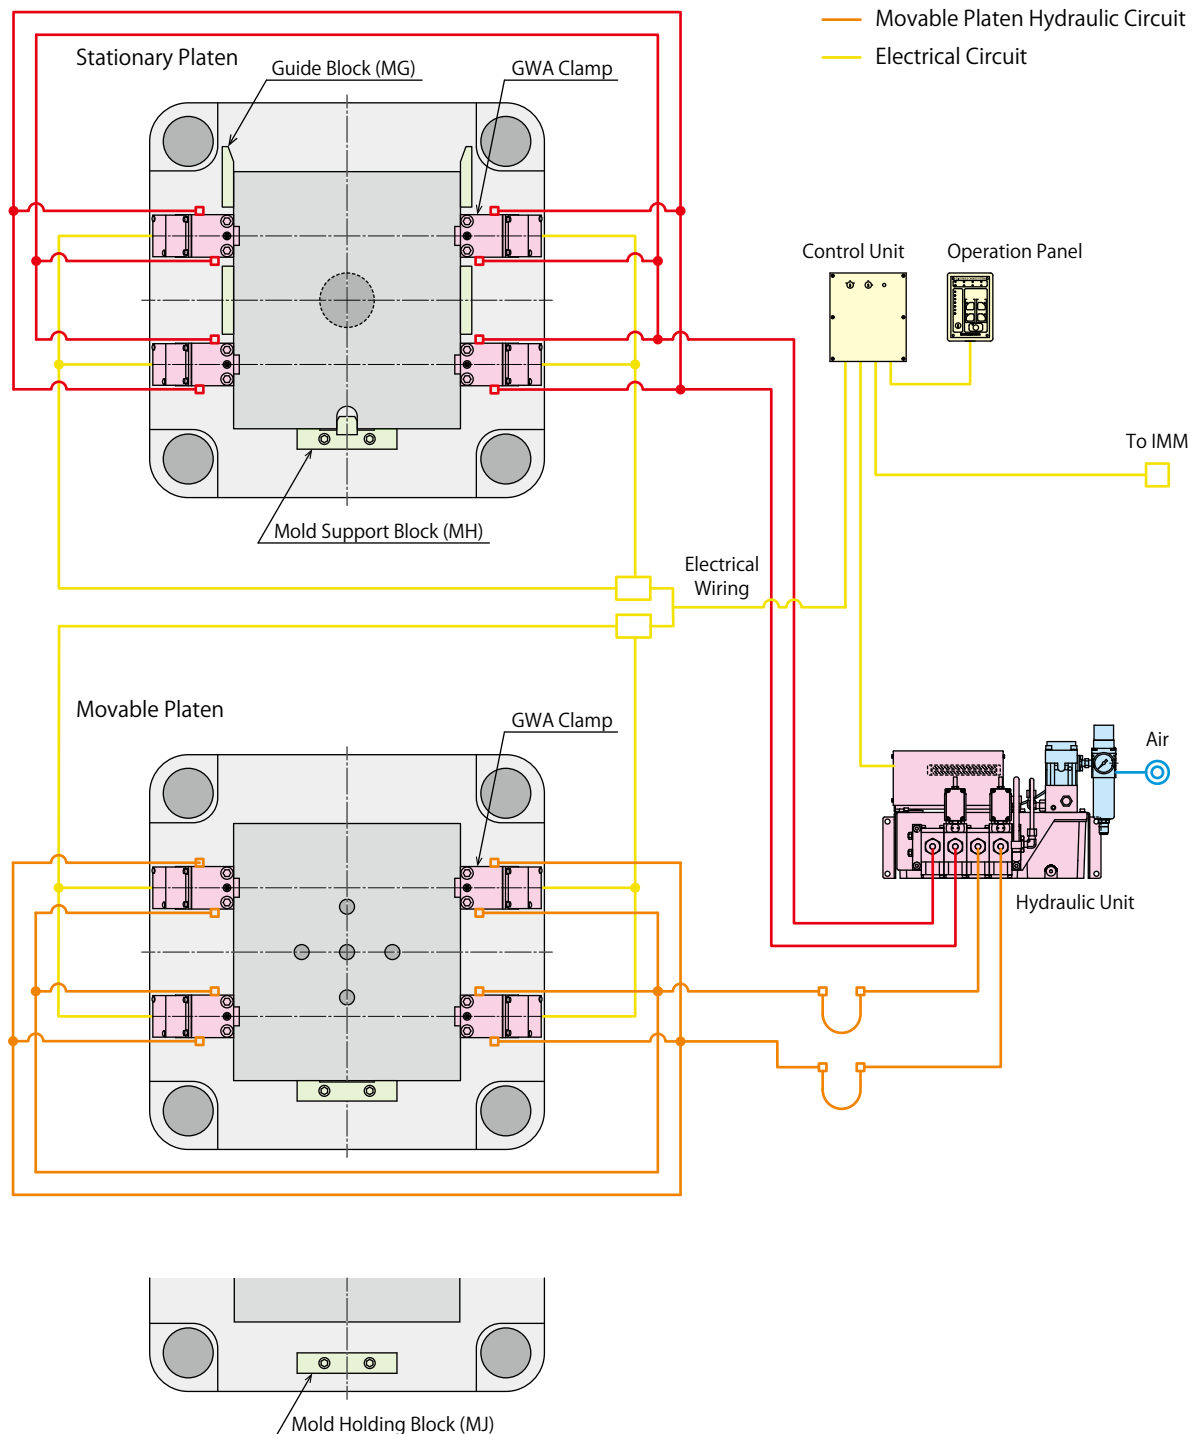 Movable Platen Hydraulic Circuit
Electrical Circuit
Stationary Platen
Guide Block (MG)
GWA Clamp
Control Unit
Operation Panel
To IMM
Mold Support Block (MH)
Electrical
Wiring
Movable Platen
GWA Clamp
Air
Hydraulic Unit
Mold Holding Block (MJ)